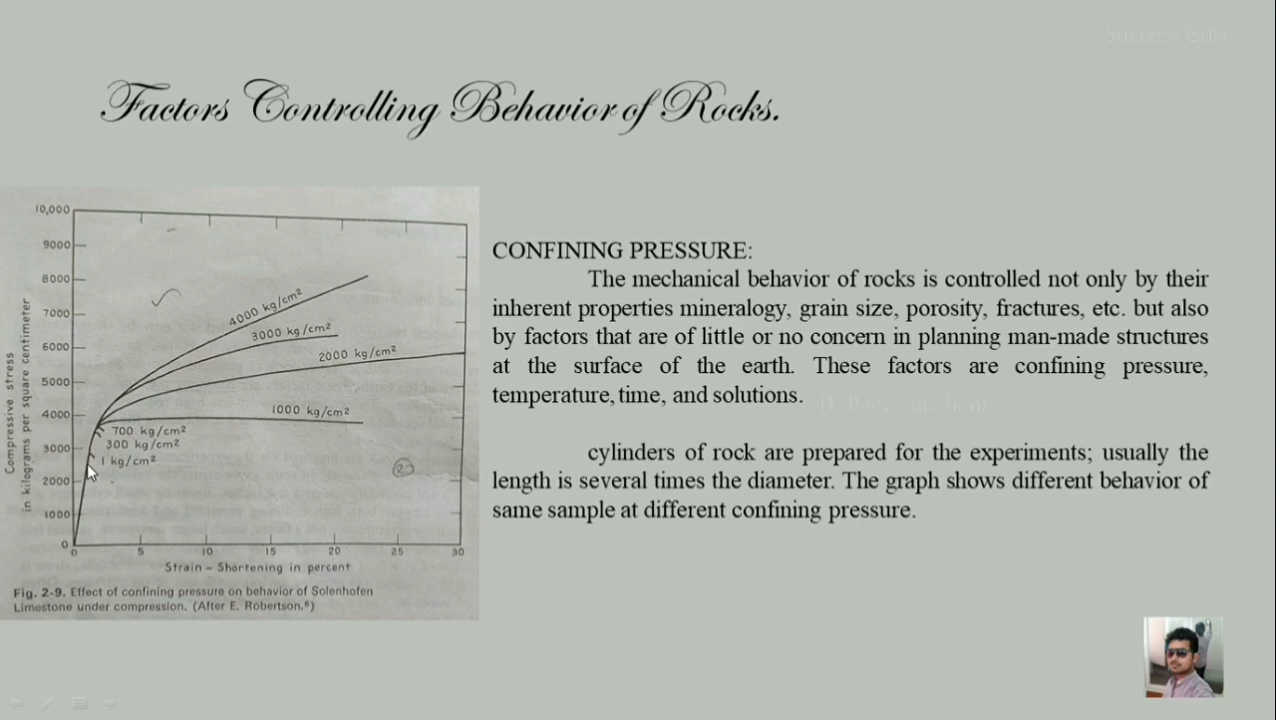 Success Gun
Factors Controlling Behavior of Rocks.
10,000
9000
8000
7000
6000
5000
4000
3000
2000
1000
0
Compressive stress
in kilograms per square centimeter
4000 kg/cm²
3000 kg/cm²
2000 kg/cm²
1000 kg/cm²
700 kg/cm²
300 kg/cm²
1 kg/cm²
23
0 5 10 15 20 25 30
Strain – Shortening in percent
Fig. 2-9. Effect of confining pressure on behavior of Solenhofen
Limestone under compression. (After E. Robertson.⁶)
CONFINING PRESSURE:
The mechanical behavior of rocks is controlled not only by their
inherent properties mineralogy, grain size, porosity, fractures, etc. but also
by factors that are of little or no concern in planning man-made structures
at the surface of the earth. These factors are confining pressure,
temperature, time, and solutions.
cylinders of rock are prepared for the experiments; usually the
length is several times the diameter. The graph shows different behavior of
same sample at different confining pressure.